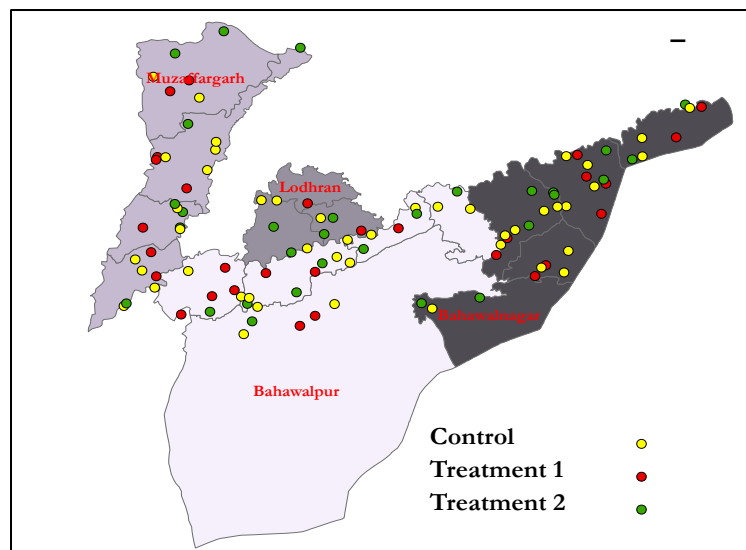 Muzaffargarh
Lodhran
Bahawalnagar
Bahawalpur
Control
Treatment 1
Treatment 2